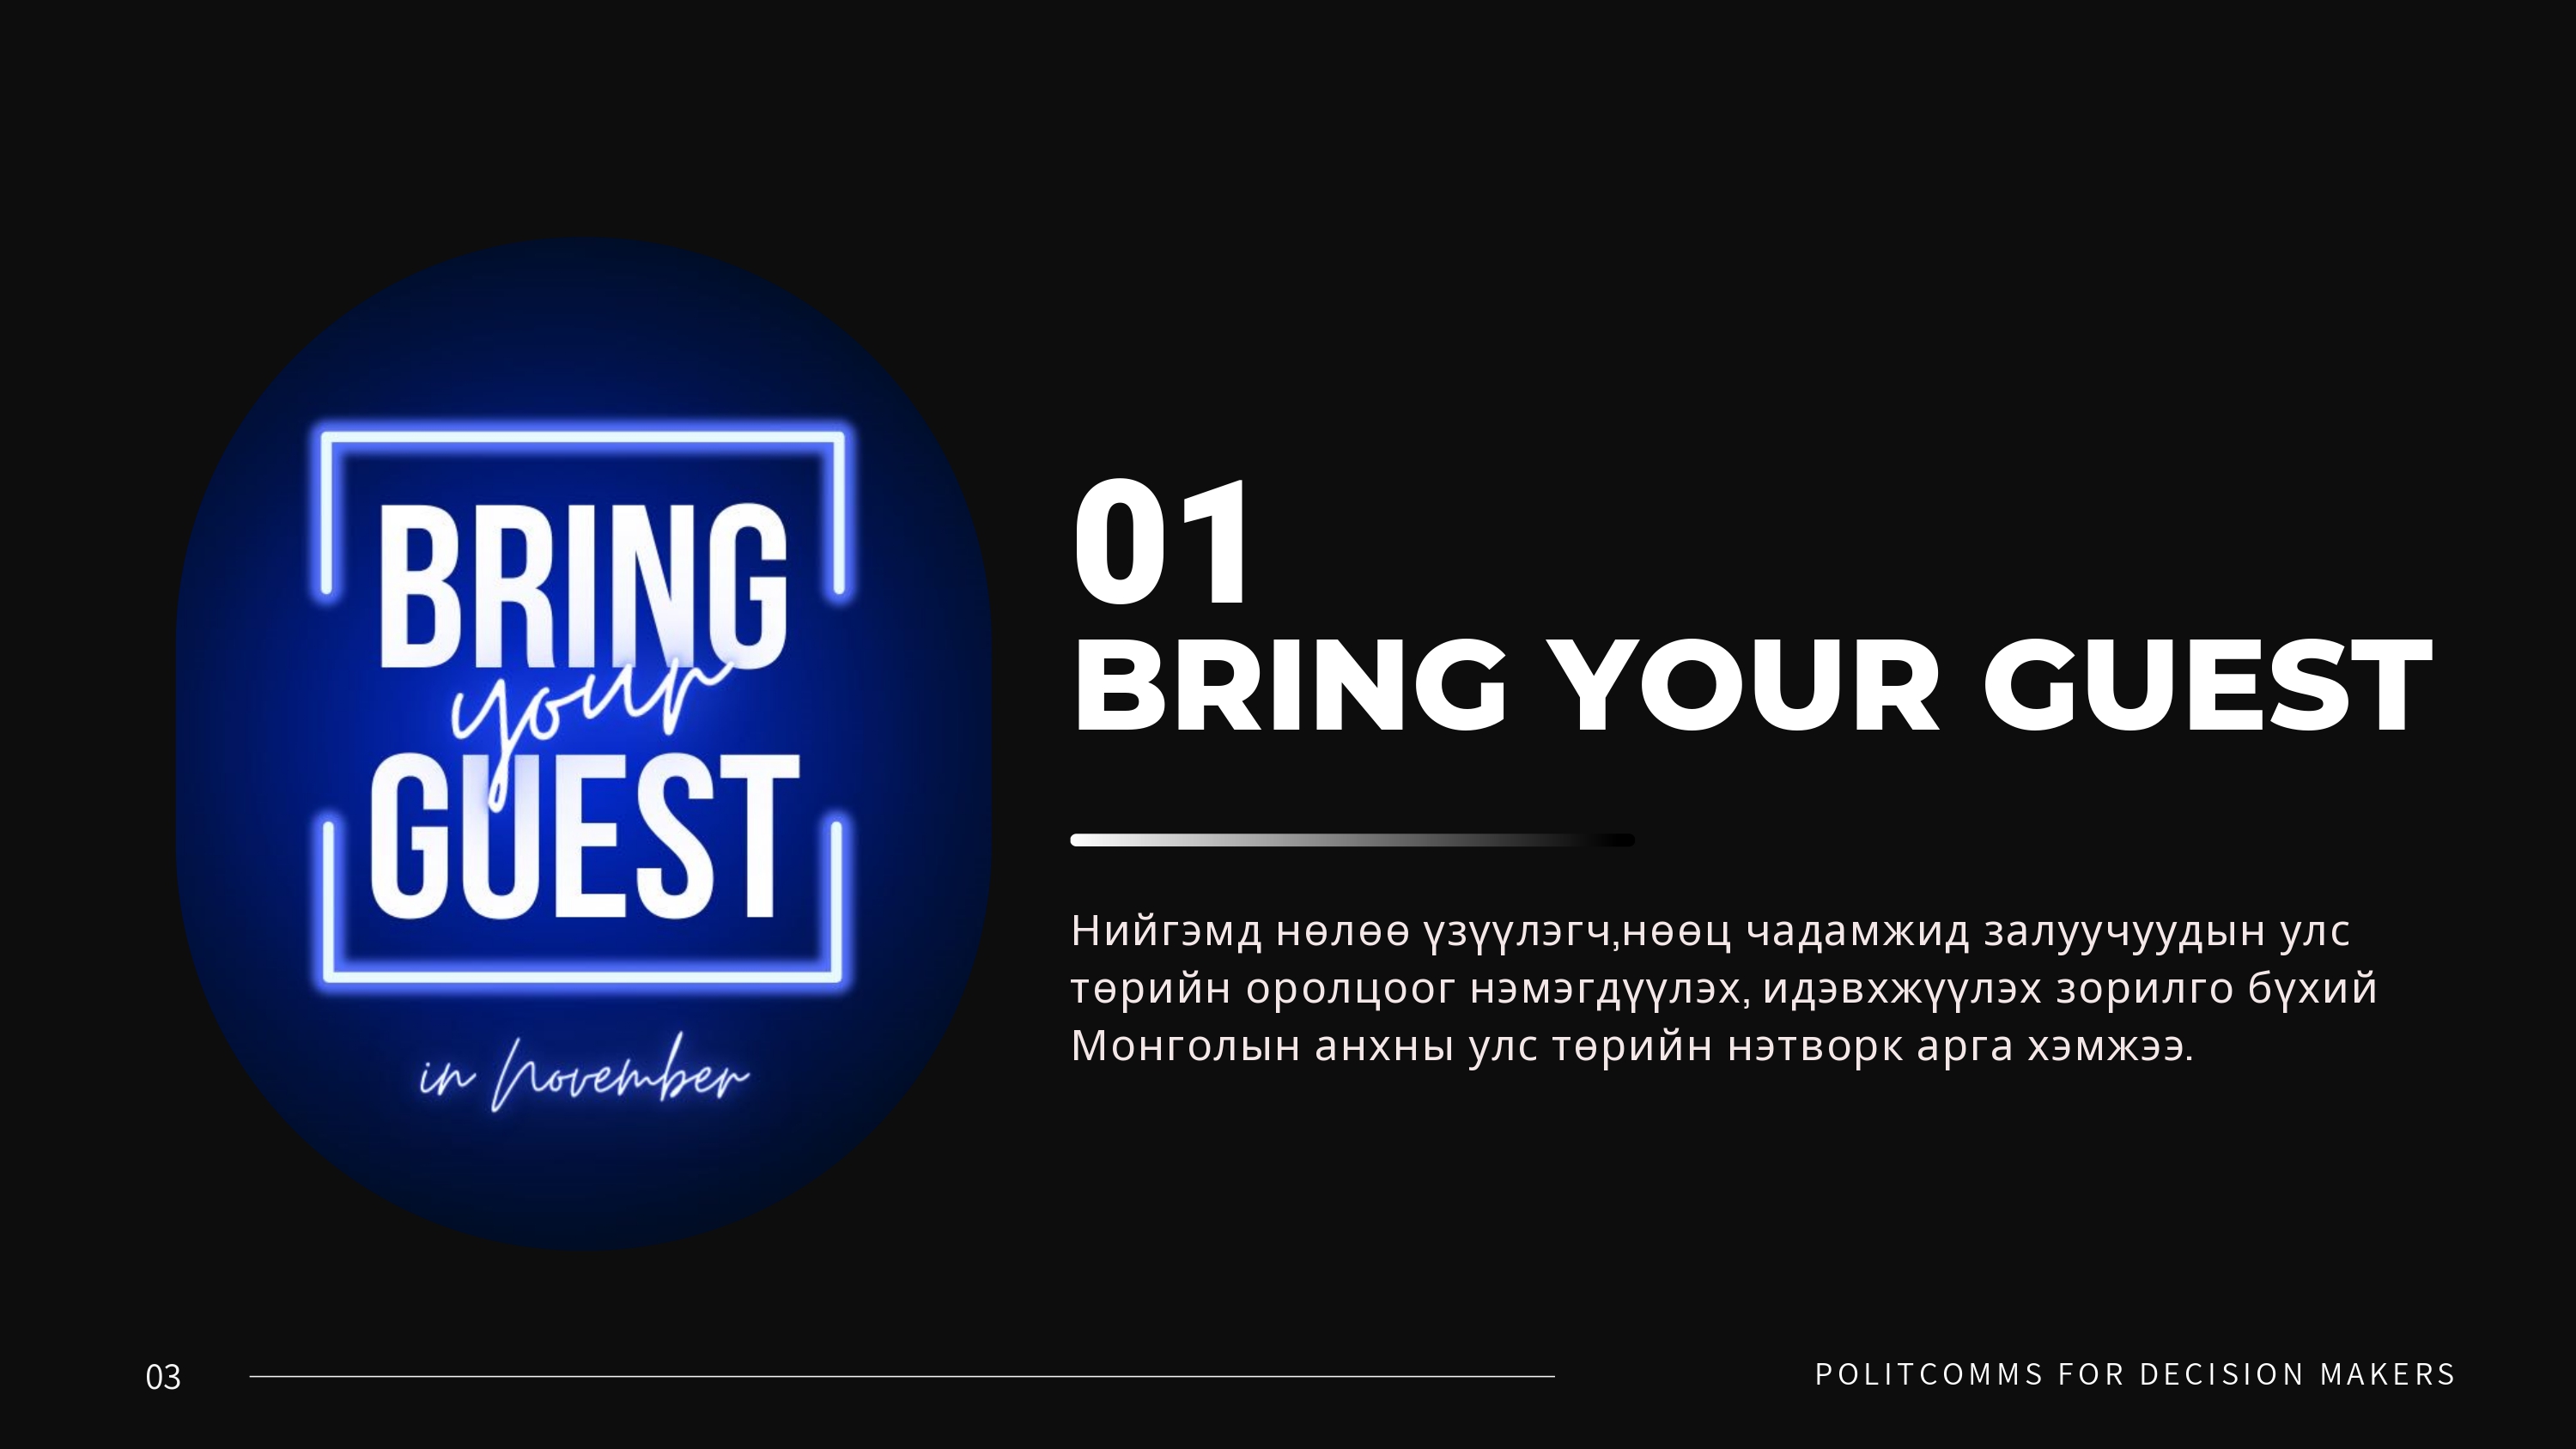 BRING
your
GUEST
in November
01
BRING YOUR GUEST
Нийгэмд нөлөө үзүүлэгч,нөөц чадамжид залуучуудын улс
төрийн оролцоог нэмэгдүүлэх, идэвхжүүлэх зорилго бүхий
Монголын анхны улс төрийн нэтворк арга хэмжээ.
03
POLITCOMMS FOR DECISION MAKERS